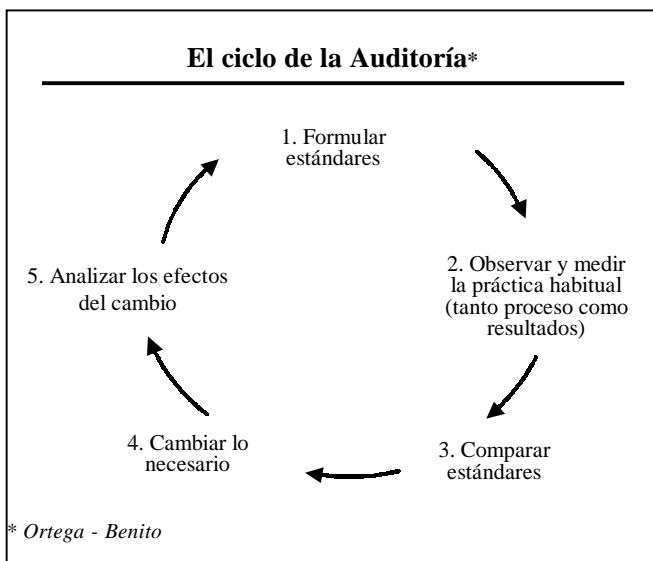 El ciclo de la Auditoría*
1. Formular
estándares
2. Observar y medir
la práctica habitual
(tanto proceso como
resultados)
3. Comparar
estándares
4. Cambiar lo
necesario
5. Analizar los efectos
del cambio
* Ortega - Benito